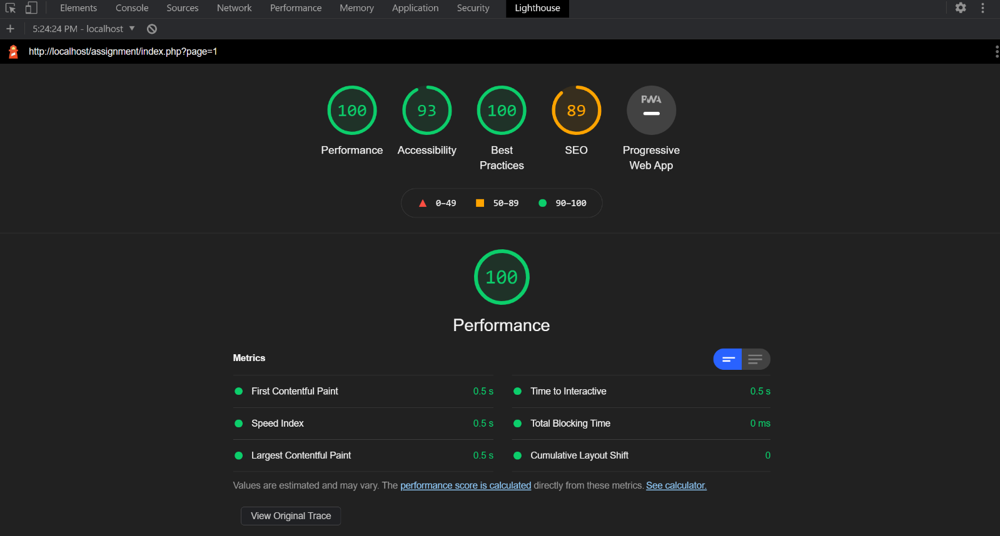 Elements Console Sources Network Performance Memory Application Security Lighthouse
5:24:24 PM - localhost
http://localhost/assignment/index.php?page=1
100 93 100 89 PWA
Performance Accessibility Best Practices SEO Progressive Web App
0–49 50–89 90–100
100
Performance
Metrics
First Contentful Paint 0.5 s
Time to Interactive 0.5 s
Speed Index 0.5 s
Total Blocking Time 0 ms
Largest Contentful Paint 0.5 s
Cumulative Layout Shift 0
Values are estimated and may vary. The performance score is calculated directly from these metrics. See calculator.
View Original Trace